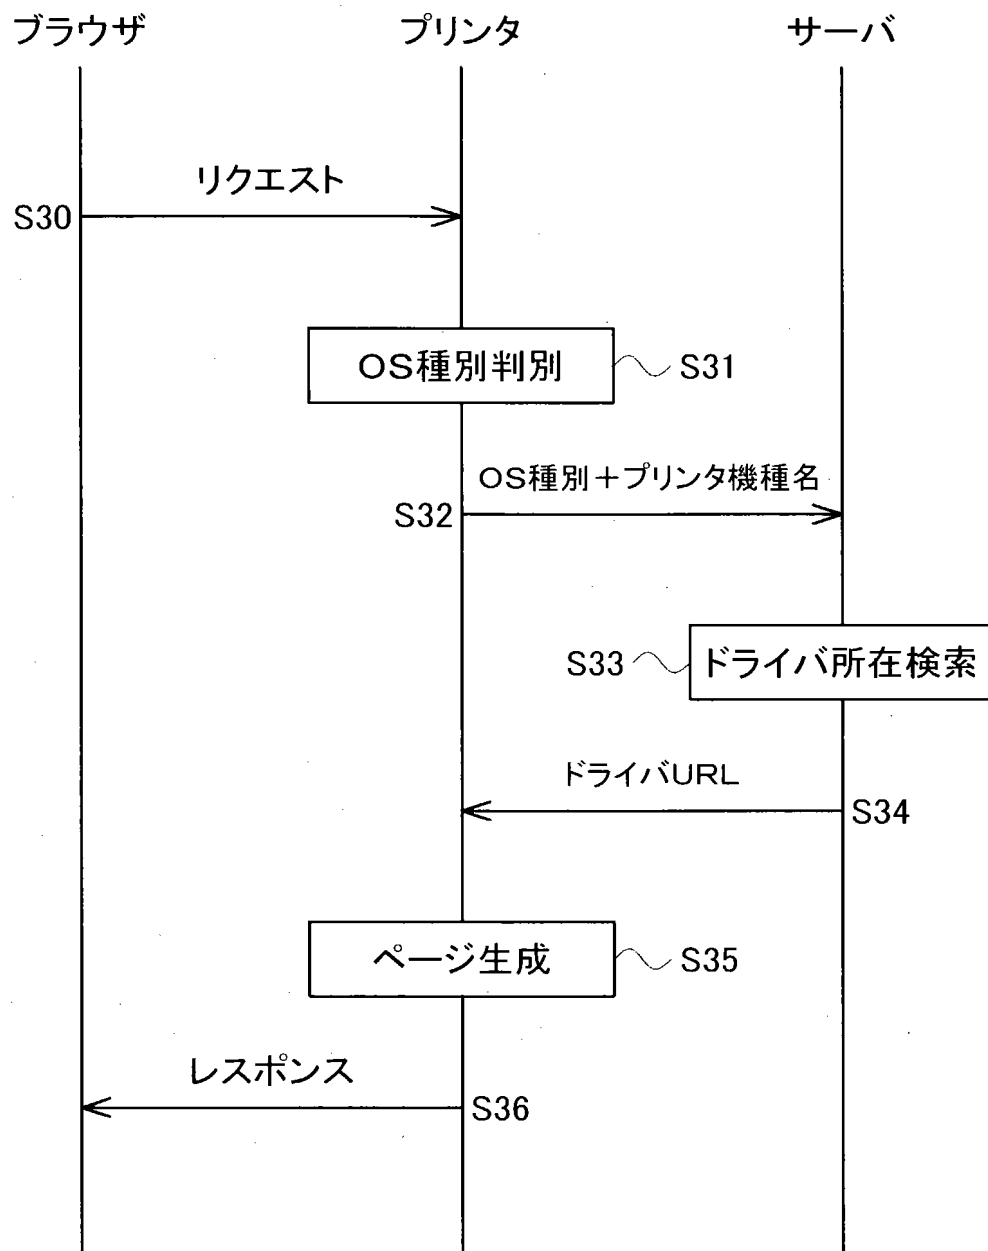 ブラウザ プリンタ サーバ
リクエスト
S30
OS種別判別 S31
OS種別＋プリンタ機種名
S32
S33 ドライバ所在検索
ドライバURL
S34
ページ生成 S35
レスポンス
S36